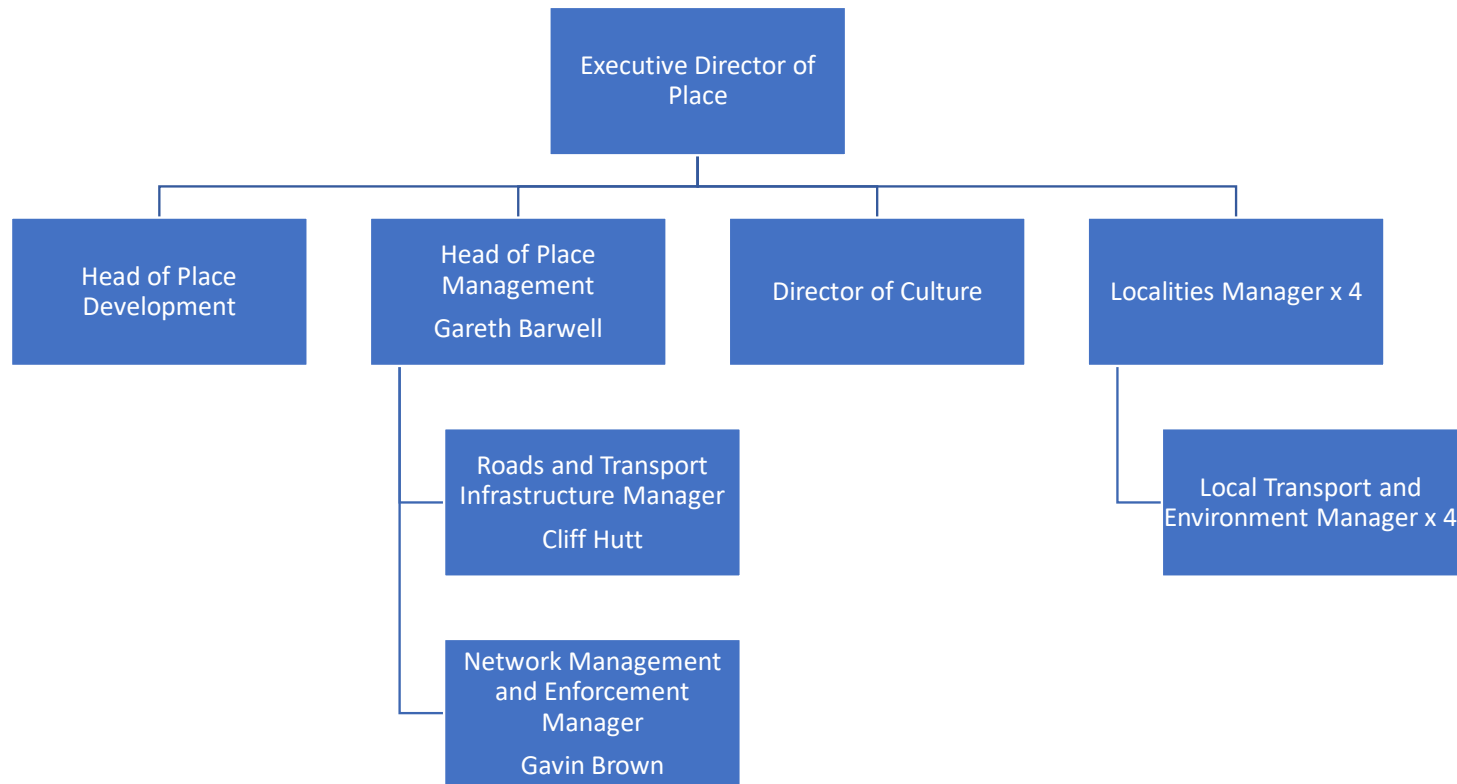 Executive Director of
Place
Head of Place
Development
Head of Place
Management
Gareth Barwell
Director of Culture
Localities Manager x 4
Roads and Transport
Infrastructure Manager
Cliff Hutt
Local Transport and
Environment Manager x 4
Network Management
and Enforcement
Manager
Gavin Brown